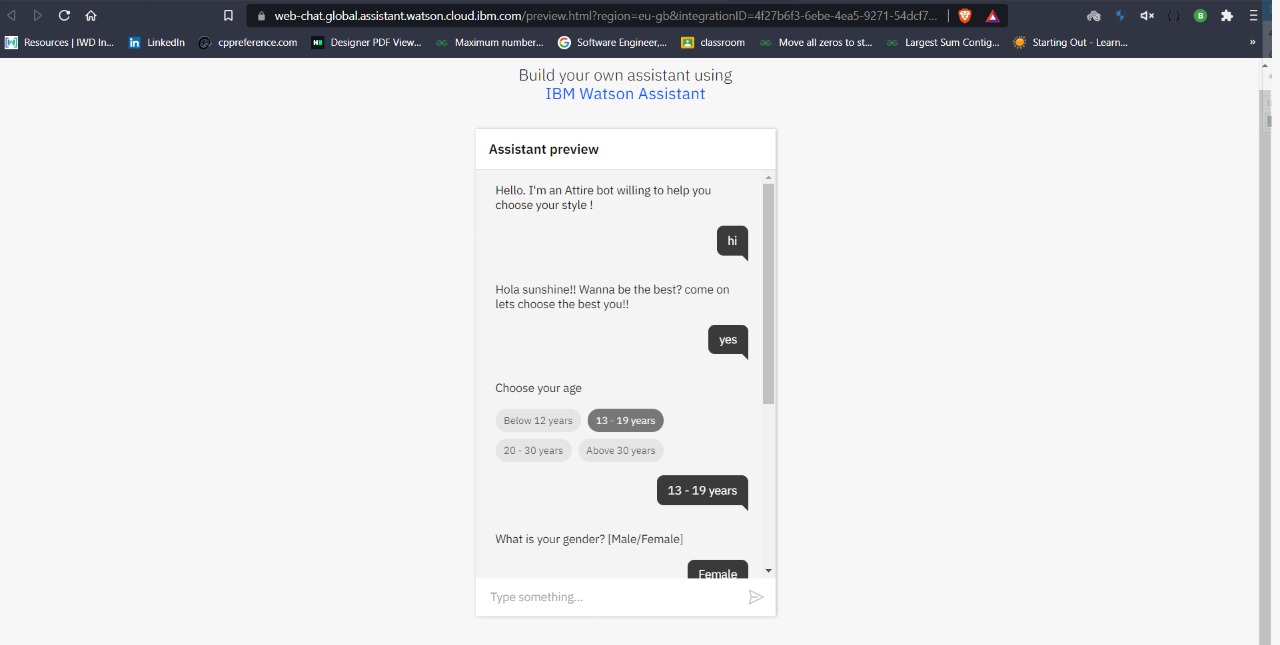 web-chat.global.assistant.watson.cloud.ibm.com/preview.html?region=eu-gb&integrationID=4f27b6f3-6ebe-4ea5-9271-54dcf7...
Resources | IWD In... LinkedIn cppreference.com Designer PDF View... Maximum number... Software Engineer,... classroom Move all zeros to st... Largest Sum Contig... Starting Out - Learn... »
Build your own assistant using
IBM Watson Assistant
Assistant preview
Hello. I'm an Attire bot willing to help you
choose your style !
hi
Hola sunshine!! Wanna be the best? come on
lets choose the best you!!
yes
Choose your age
Below 12 years 13 - 19 years
20 - 30 years Above 30 years
13 - 19 years
What is your gender? [Male/Female]
Female
Type something...